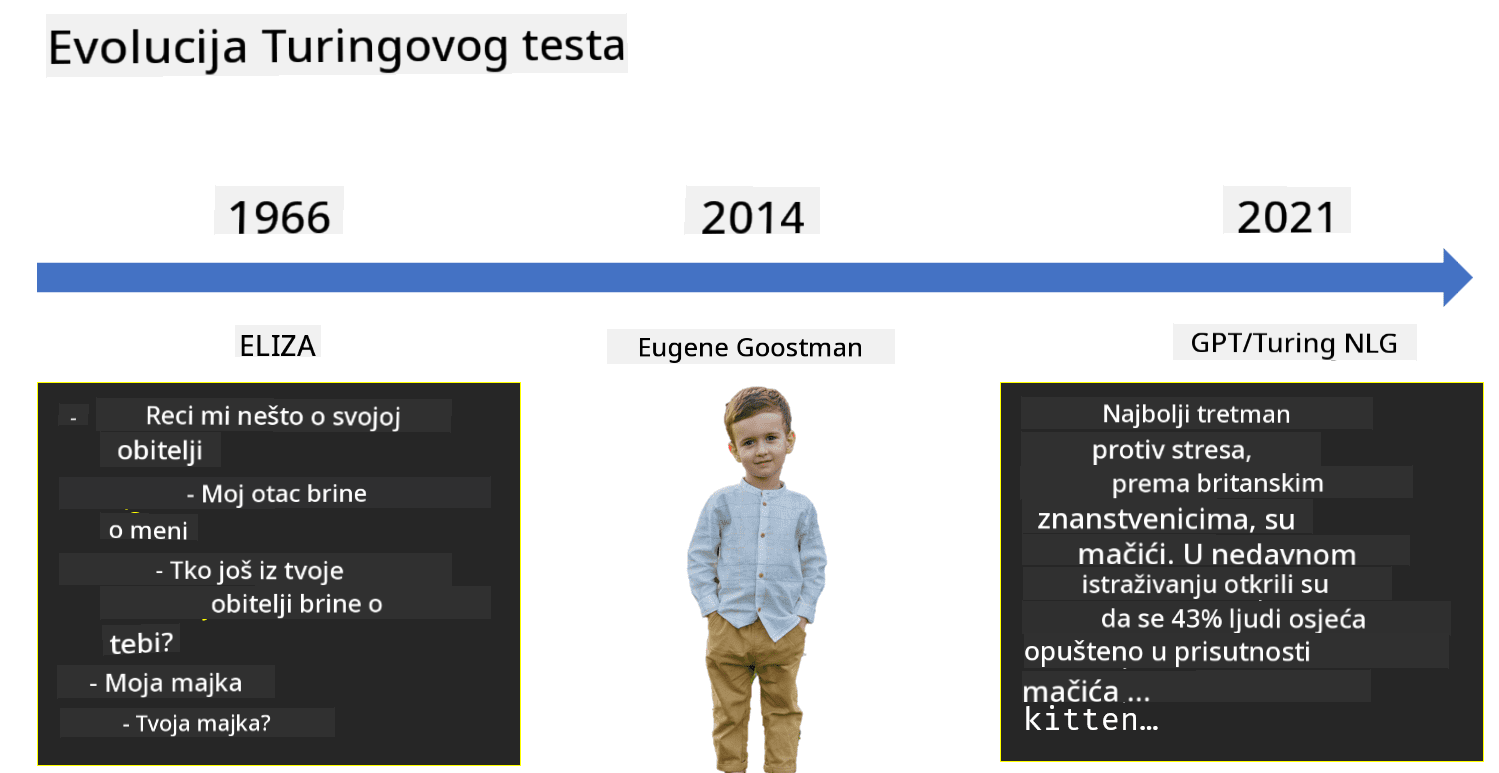 Evolucija Turingovog testa
1966
2014
2021
ELIZA
Eugene Goostman
GPT/Turing NLG
- Reci mi nešto o svojoj
obitelji
- Moj otac brine
o meni
- Tko još iz tvoje
obitelji brine o
tebi?
- Moja majka
- Tvoja majka?
Najbolji tretman
protiv stresa,
prema britanskim
znanstvenicima, su
mačići. U nedavnom
istraživanju otkrili su
da se 43% ljudi osjeća
opušteno u prisutnosti
mačića ...
kitten…